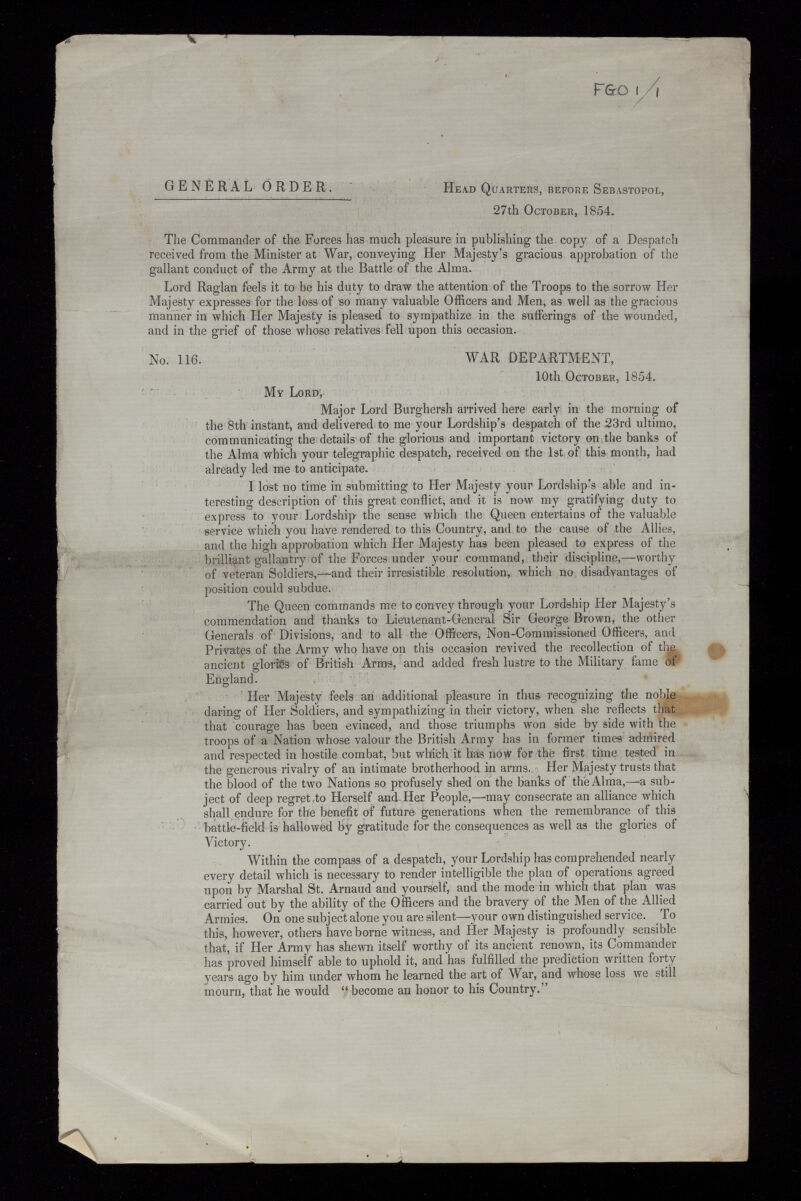 FGO 1/1
GENERAL ORDER.
HEAD QUARTERS, BEFORE SEBASTOPOL,
27th OCTOBER, 1854.
The Commander of the Forces has much pleasure in publishing the copy of a Despatch
received from the Minister at War, conveying Her Majesty's gracious approbation of the
gallant conduct of the Army at the Battle of the Alma.
Lord Raglan feels it to be his duty to draw the attention of the Troops to the sorrow Her
Majesty expresses for the loss of so many valuable Officers and Men, as well as the gracious
manner in which Her Majesty is pleased to sympathize in the sufferings of the wounded,
and in the grief of those whose relatives fell upon this occasion.
No. 116.
WAR DEPARTMENT,
10th OCTOBER, 1854.
MY LORD,
Major Lord Burghersh arrived here early in the morning of
the 8th instant, and delivered to me your Lordship's despatch of the 23rd ultimo,
communicating the details of the glorious and important victory on the banks of
the Alma which your telegraphic despatch, received on the 1st of this month, had
already led me to anticipate.
I lost no time in submitting to Her Majesty your Lordship's able and in-
teresting description of this great conflict, and it is now my gratifying duty to
express to your Lordship the sense which the Queen entertains of the valuable
service which you have rendered to this Country, and to the cause of the Allies,
and the high approbation which Her Majesty has been pleased to express of the
brilliant gallantry of the Forces under your command, their discipline,—worthy
of veteran Soldiers,—and their irresistible resolution, which no disadvantages of
position could subdue.
The Queen commands me to convey through your Lordship Her Majesty's
commendation and thanks to Lieutenant-General Sir George Brown, the other
Generals of Divisions, and to all the Officers, Non-Commissioned Officers, and
Privates of the Army who have on this occasion revived the recollection of the
ancient glories of British Arms, and added fresh lustre to the Military fame of
England.
Her Majesty feels an additional pleasure in thus recognizing the noble
daring of Her Soldiers, and sympathizing in their victory, when she reflects that
that courage has been evinced, and those triumphs won side by side with the
troops of a Nation whose valour the British Army has in former times admired
and respected in hostile combat, but which it has now for the first time tested in
the generous rivalry of an intimate brotherhood in arms. Her Majesty trusts that
the blood of the two Nations so profusely shed on the banks of the Alma,—a sub-
ject of deep regret to Herself and Her People,—may consecrate an alliance which
shall endure for the benefit of future generations when the remembrance of this
battle-field is hallowed by gratitude for the consequences as well as the glories of
Victory.
Within the compass of a despatch, your Lordship has comprehended nearly
every detail which is necessary to render intelligible the plan of operations agreed
upon by Marshal St. Arnaud and yourself, and the mode in which that plan was
carried out by the ability of the Officers and the bravery of the Men of the Allied
Armies. On one subject alone you are silent—your own distinguished service. To
this, however, others have borne witness, and Her Majesty is profoundly sensible
that, if Her Army has shewn itself worthy of its ancient renown, its Commander
has proved himself able to uphold it, and has fulfilled the prediction written forty
years ago by him under whom he learned the art of War, and whose loss we still
mourn, that he would "become an honor to his Country."